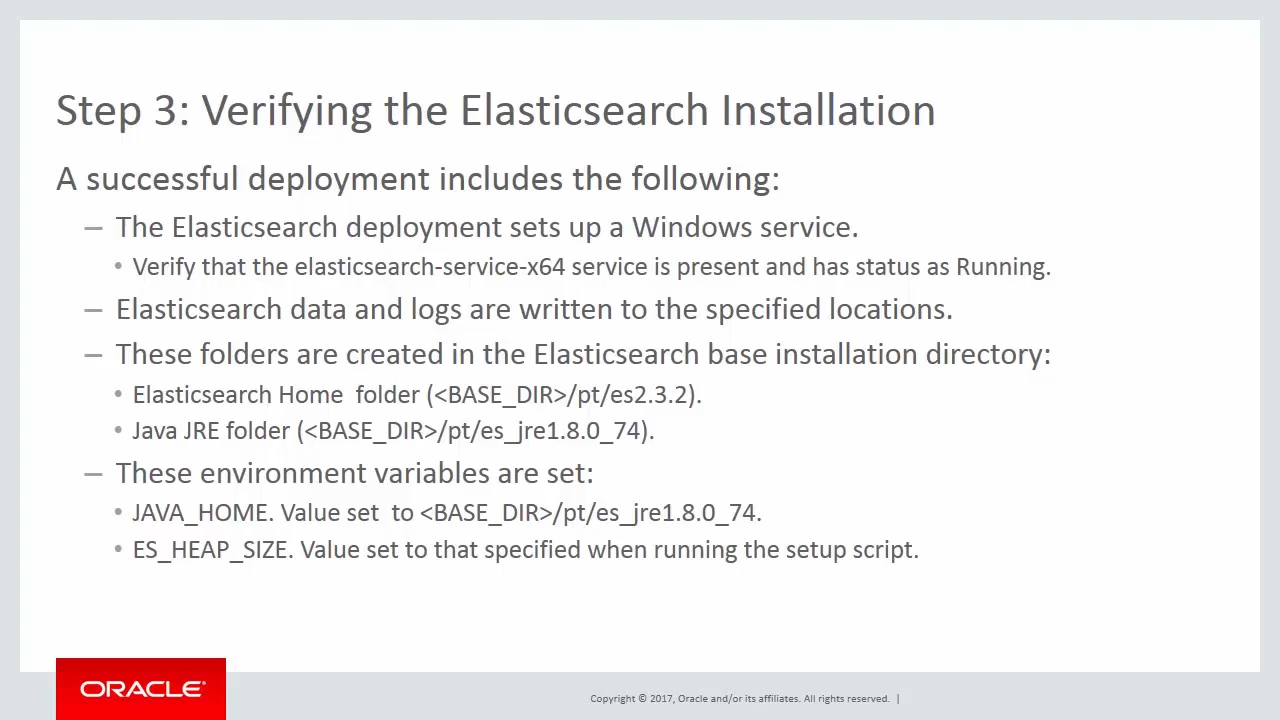 Step 3: Verifying the Elasticsearch Installation
A successful deployment includes the following:
– The Elasticsearch deployment sets up a Windows service.
• Verify that the elasticsearch-service-x64 service is present and has status as Running.
– Elasticsearch data and logs are written to the specified locations.
– These folders are created in the Elasticsearch base installation directory:
• Elasticsearch Home  folder (<BASE_DIR>/pt/es2.3.2).
• Java JRE folder (<BASE_DIR>/pt/es_jre1.8.0_74).
– These environment variables are set:
• JAVA_HOME. Value set  to <BASE_DIR>/pt/es_jre1.8.0_74.
• ES_HEAP_SIZE. Value set to that specified when running the setup script.
ORACLE®
Copyright © 2017, Oracle and/or its affiliates. All rights reserved. |